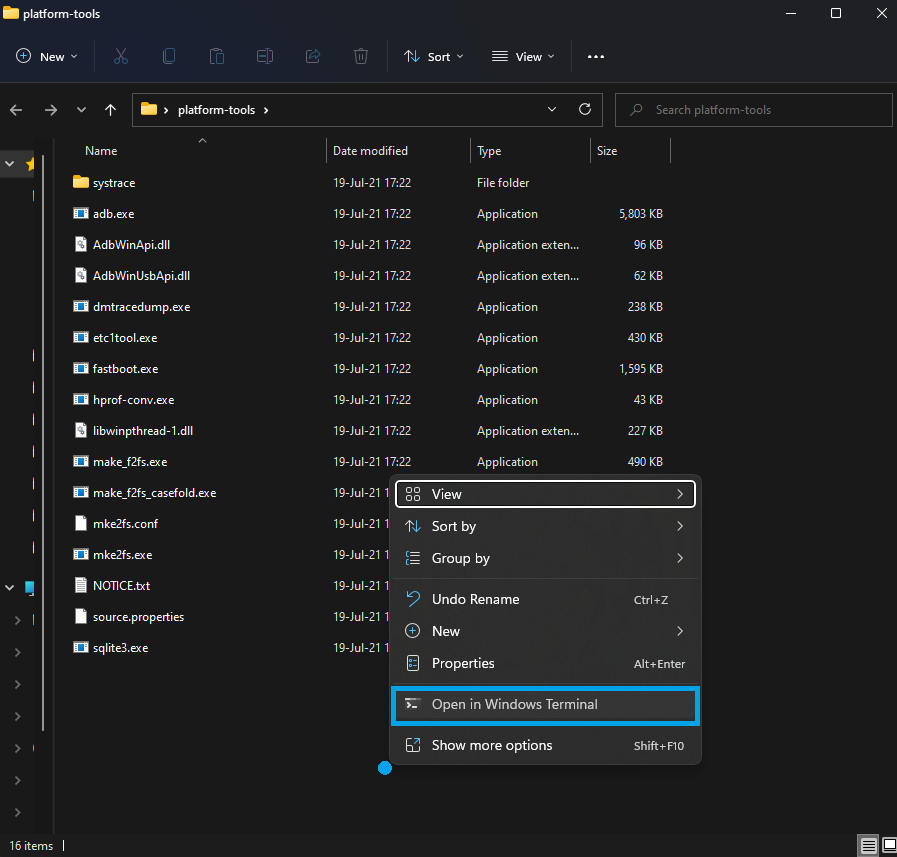 platform-tools
New
Sort
View
platform-tools
Search platform-tools
Name Date modified Type Size
systrace 19-Jul-21 17:22 File folder
adb.exe 19-Jul-21 17:22 Application 5,803 KB
AdbWinApi.dll 19-Jul-21 17:22 Application exten... 96 KB
AdbWinUsbApi.dll 19-Jul-21 17:22 Application exten... 62 KB
dmtracedump.exe 19-Jul-21 17:22 Application 238 KB
etc1tool.exe 19-Jul-21 17:22 Application 430 KB
fastboot.exe 19-Jul-21 17:22 Application 1,595 KB
hprof-conv.exe 19-Jul-21 17:22 Application 43 KB
libwinpthread-1.dll 19-Jul-21 17:22 Application exten... 227 KB
make_f2fs.exe 19-Jul-21 17:22 Application 490 KB
make_f2fs_casefold.exe 19-Jul-21 1
mke2fs.conf 19-Jul-21 1
mke2fs.exe 19-Jul-21 1
NOTICE.txt 19-Jul-21 1
source.properties 19-Jul-21 1
sqlite3.exe 19-Jul-21 1
View
Sort by
Group by
Undo Rename Ctrl+Z
New
Properties Alt+Enter
Open in Windows Terminal
Show more options Shift+F10
16 items